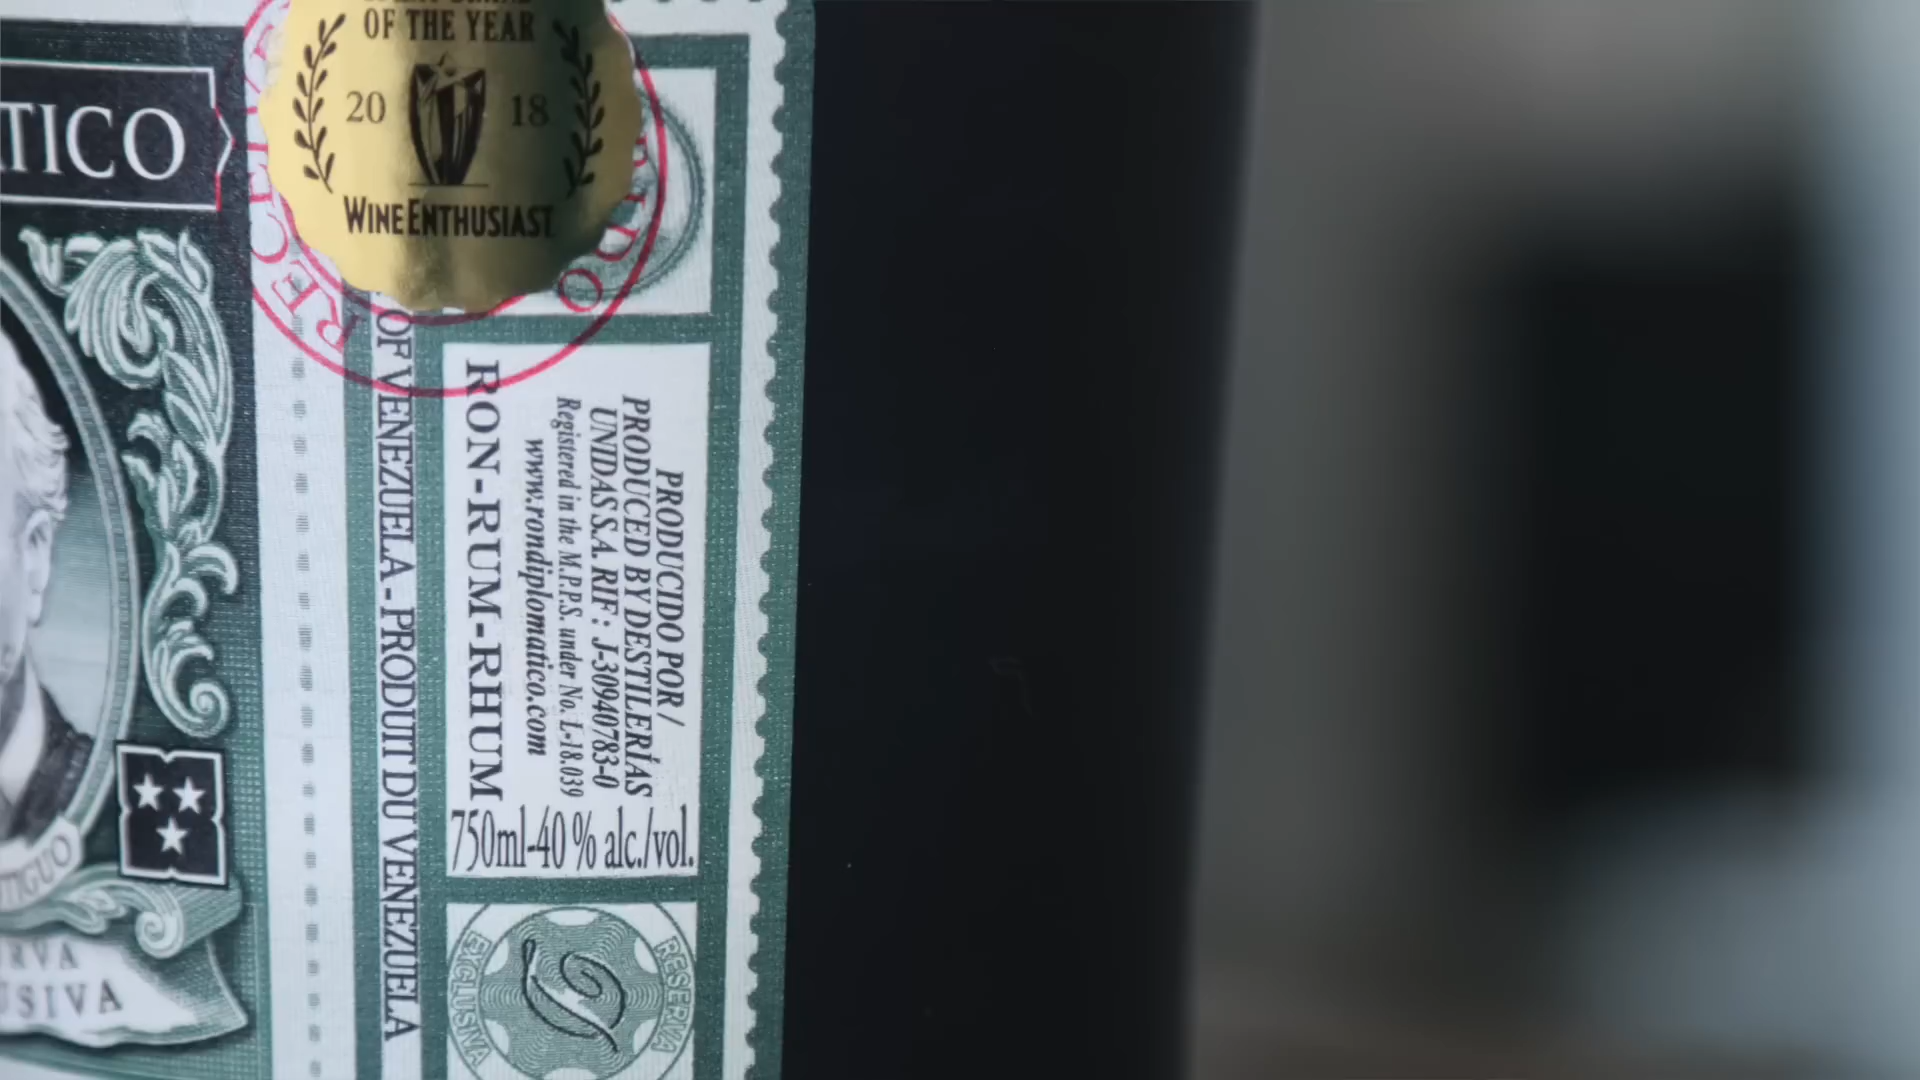 OF THE YEAR
20 18
WINE ENTHUSIAST
TICO
RECIBIDO
OF VENEZUELA - PRODUIT DU VENEZUELA
PRODUCIDO POR /
PRODUCED BY DESTILERÍAS
UNIDAS S.A. RIF: J-30940783-0
Registered in the M.P.P.S. under No. L-18.039
www.rondiplomatico.com
RON-RUM-RHUM
750ml-40 % alc./vol.
TIGUO
RVA
USIVA
EXCLUSIVA
RESERVA